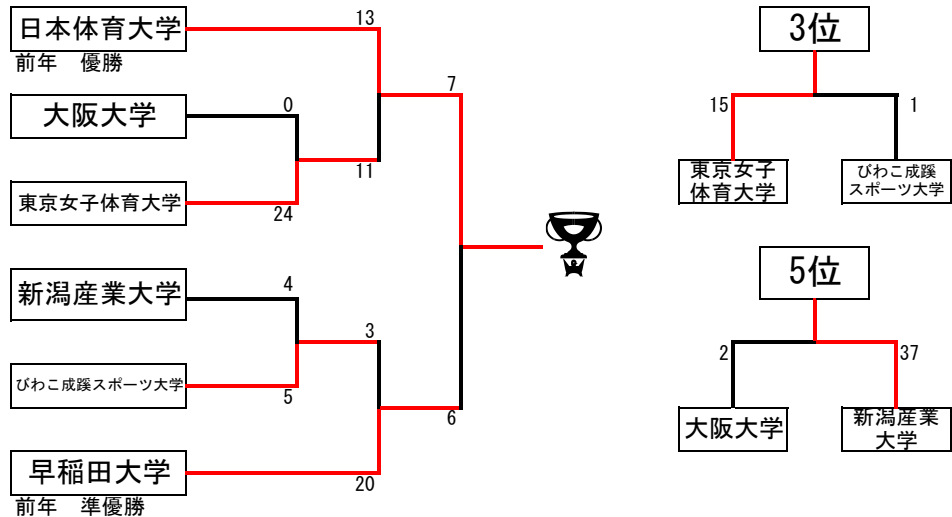 日本体育大学
前年　優勝
13
大阪大学
0
7
11
東京女子体育大学
24
新潟産業大学
4
3
びわこ成蹊スポーツ大学
5
6
早稲田大学
前年　準優勝
20
3位
15
1
東京女子
体育大学
びわこ成蹊
スポーツ大学
5位
2
37
大阪大学
新潟産業
大学